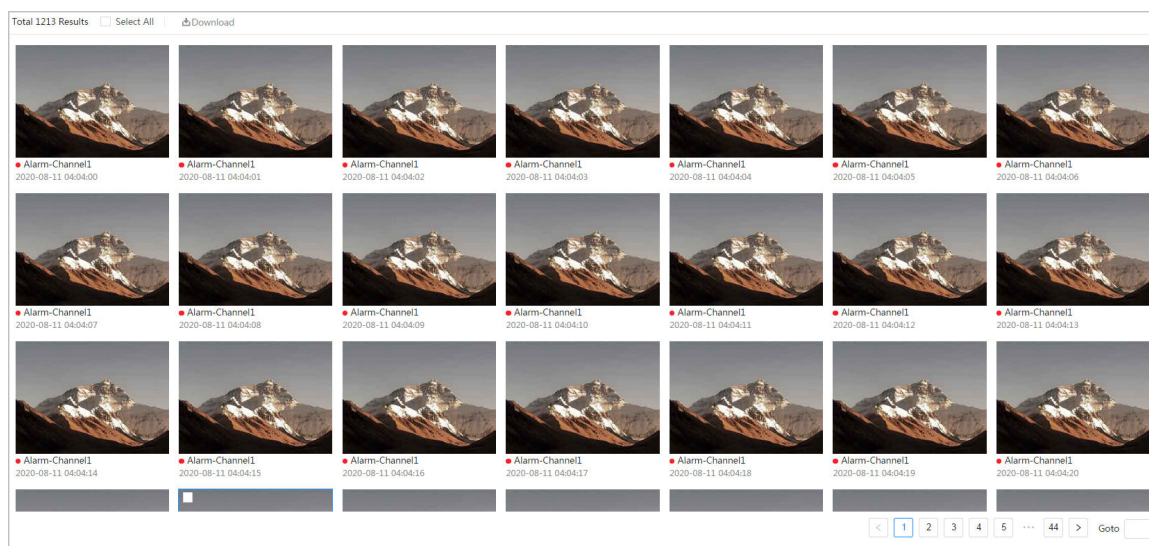 Total 1213 Results Select All Download
Alarm-Channel1 Alarm-Channel1 Alarm-Channel1 Alarm-Channel1 Alarm-Channel1 Alarm-Channel1 Alarm-Channel1
2020-08-11 04:04:00 2020-08-11 04:04:01 2020-08-11 04:04:02 2020-08-11 04:04:03 2020-08-11 04:04:04 2020-08-11 04:04:05 2020-08-11 04:04:06
Alarm-Channel1 Alarm-Channel1 Alarm-Channel1 Alarm-Channel1 Alarm-Channel1 Alarm-Channel1 Alarm-Channel1
2020-08-11 04:04:07 2020-08-11 04:04:08 2020-08-11 04:04:09 2020-08-11 04:04:10 2020-08-11 04:04:11 2020-08-11 04:04:12 2020-08-11 04:04:13
Alarm-Channel1 Alarm-Channel1 Alarm-Channel1 Alarm-Channel1 Alarm-Channel1 Alarm-Channel1 Alarm-Channel1
2020-08-11 04:04:14 2020-08-11 04:04:15 2020-08-11 04:04:16 2020-08-11 04:04:17 2020-08-11 04:04:18 2020-08-11 04:04:19 2020-08-11 04:04:20
< 1 2 3 4 5 ••• 44 > Goto